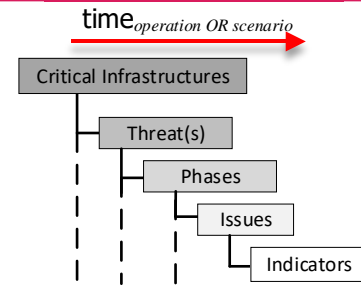 time operation OR scenario
Critical Infrastructures
Threat(s)
Phases
Issues
Indicators